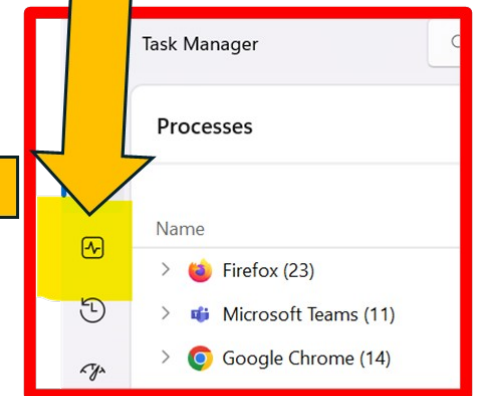 Task Manager
Processes
Name
Firefox (23)
Microsoft Teams (11)
Google Chrome (14)